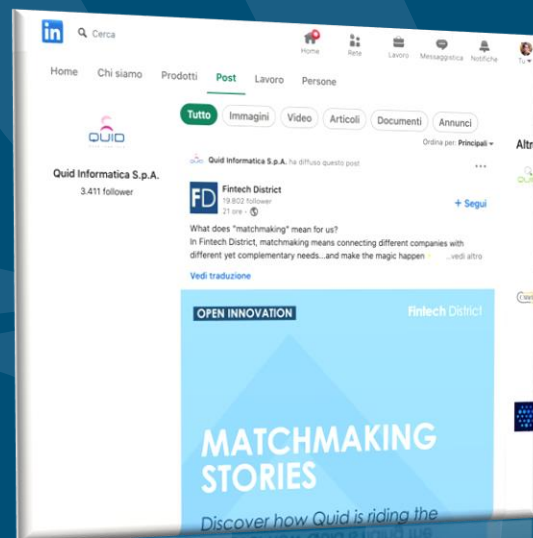 in
Cerca
Home
Rete
Lavoro
Messaggistica
Notifiche
Tu
Home Chi siamo Prodotti Post Lavoro Persone
QUID
Quid Informatica S.p.A.
3.411 follower
Tutto Immagini Video Articoli Documenti Annunci
Ordina per: Principali
Altr
Quid Informatica S.p.A. ha diffuso questo post
FD
Fintech District
19.802 follower
21 ore •
+ Segui
What does "matchmaking" mean for us?
In Fintech District, matchmaking means connecting different companies with
different yet complementary needs...and make the magic happen ...vedi altro
Vedi traduzione
OPEN INNOVATION
Fintech District
MATCHMAKING
STORIES
Discover how Quid is riding the